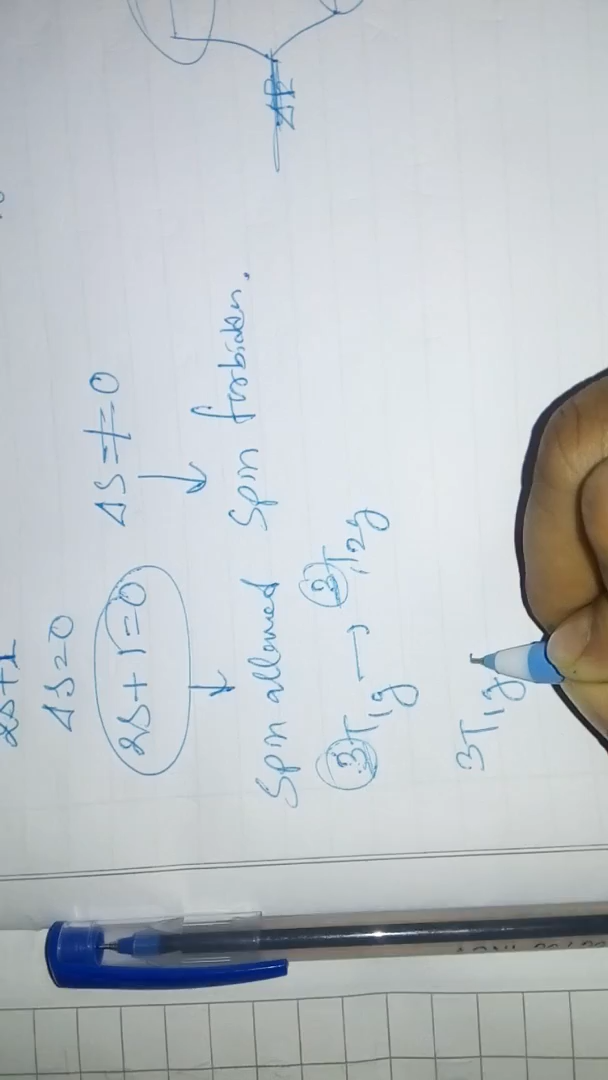 2S+1
ΔS=0 ΔS≠0
2S+1=0
↓ ↓
Spin allowed Spin forbidden.
3T1g → 3T2g
3T1g